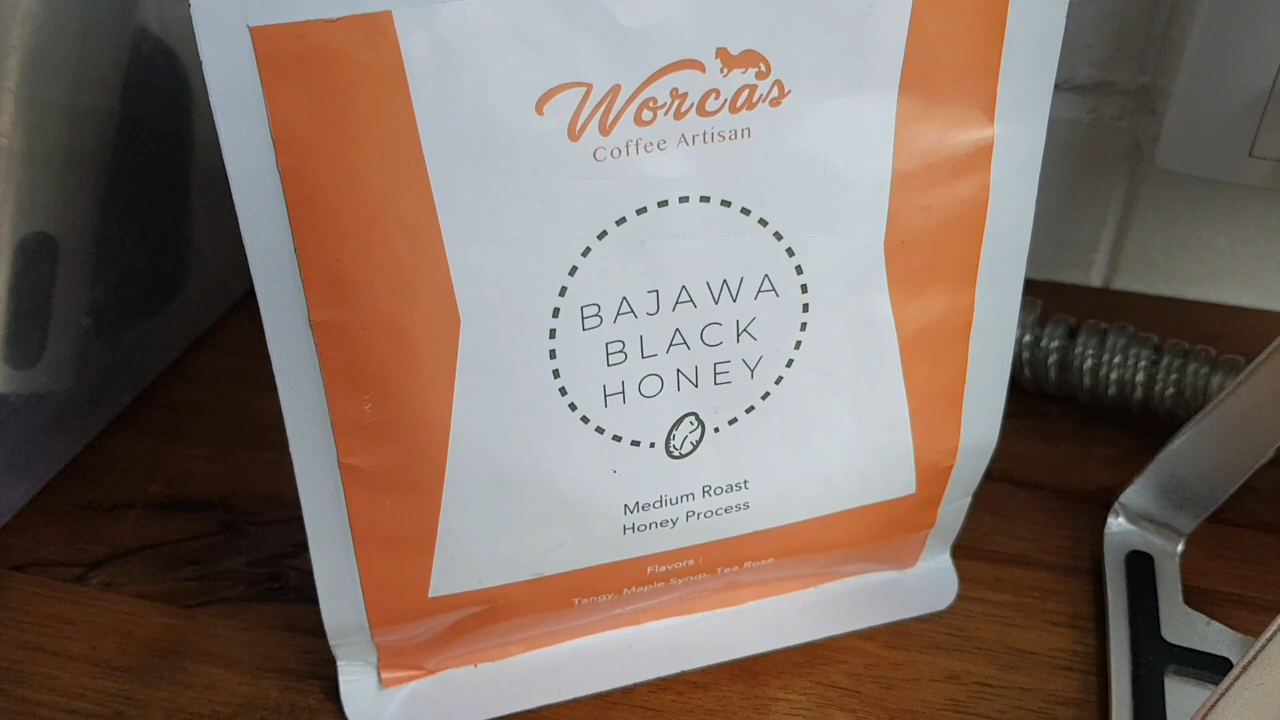 Worcas
Coffee Artisan
BAJAWA
BLACK
HONEY
Medium Roast
Honey Process
Flavors :
Tangy, Maple Syrup, Tea Rose